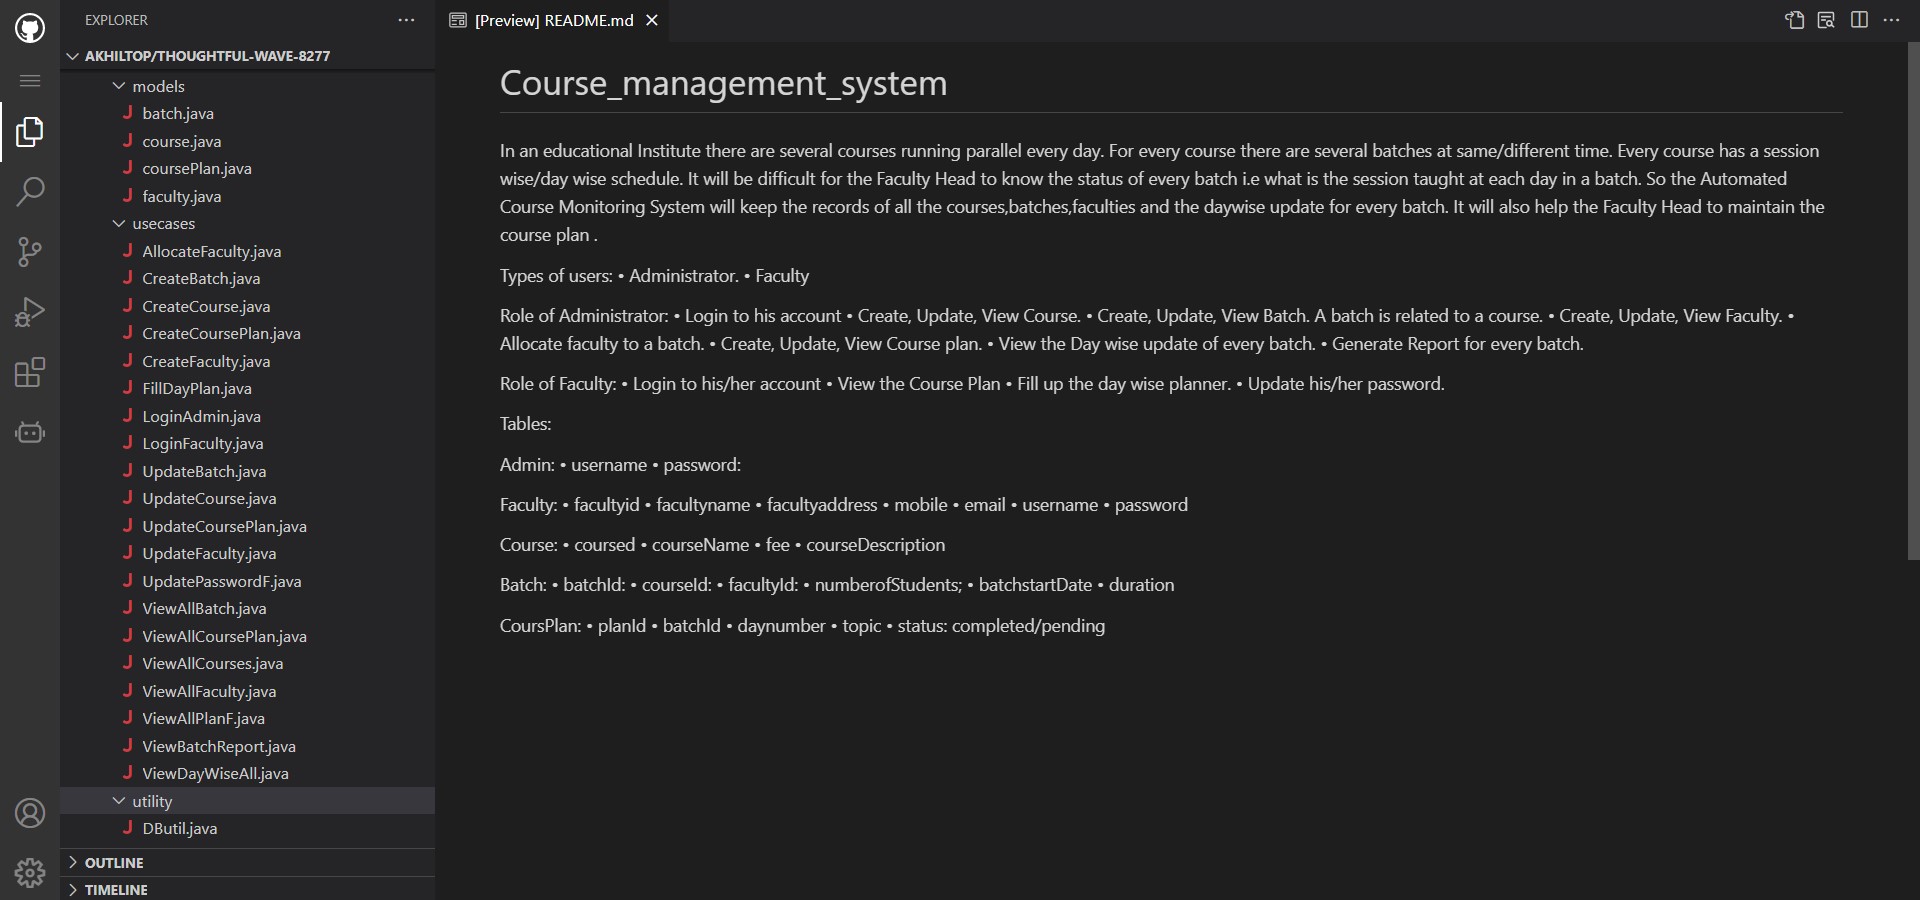 EXPLORER
AKHILTOP/THOUGHTFUL-WAVE-8277
models
batch.java
course.java
coursePlan.java
faculty.java
usecases
AllocateFaculty.java
CreateBatch.java
CreateCourse.java
CreateCoursePlan.java
CreateFaculty.java
FillDayPlan.java
LoginAdmin.java
LoginFaculty.java
UpdateBatch.java
UpdateCourse.java
UpdateCoursePlan.java
UpdateFaculty.java
UpdatePasswordF.java
ViewAllBatch.java
ViewAllCoursePlan.java
ViewAllCourses.java
ViewAllFaculty.java
ViewAllPlanF.java
ViewBatchReport.java
ViewDayWiseAll.java
utility
DButil.java
OUTLINE
TIMELINE
[Preview] README.md
Course_management_system
In an educational Institute there are several courses running parallel every day. For every course there are several batches at same/different time. Every course has a session
wise/day wise schedule. It will be difficult for the Faculty Head to know the status of every batch i.e what is the session taught at each day in a batch. So the Automated
Course Monitoring System will keep the records of all the courses,batches,faculties and the daywise update for every batch. It will also help the Faculty Head to maintain the
course plan .
Types of users: • Administrator. • Faculty
Role of Administrator: • Login to his account • Create, Update, View Course. • Create, Update, View Batch. A batch is related to a course. • Create, Update, View Faculty. •
Allocate faculty to a batch. • Create, Update, View Course plan. • View the Day wise update of every batch. • Generate Report for every batch.
Role of Faculty: • Login to his/her account • View the Course Plan • Fill up the day wise planner. • Update his/her password.
Tables:
Admin: • username • password:
Faculty: • facultyid • facultyname • facultyaddress • mobile • email • username • password
Course: • coursed • courseName • fee • courseDescription
Batch: • batchId: • courseId: • facultyId: • numberofStudents; • batchstartDate • duration
CoursPlan: • planId • batchId • daynumber • topic • status: completed/pending